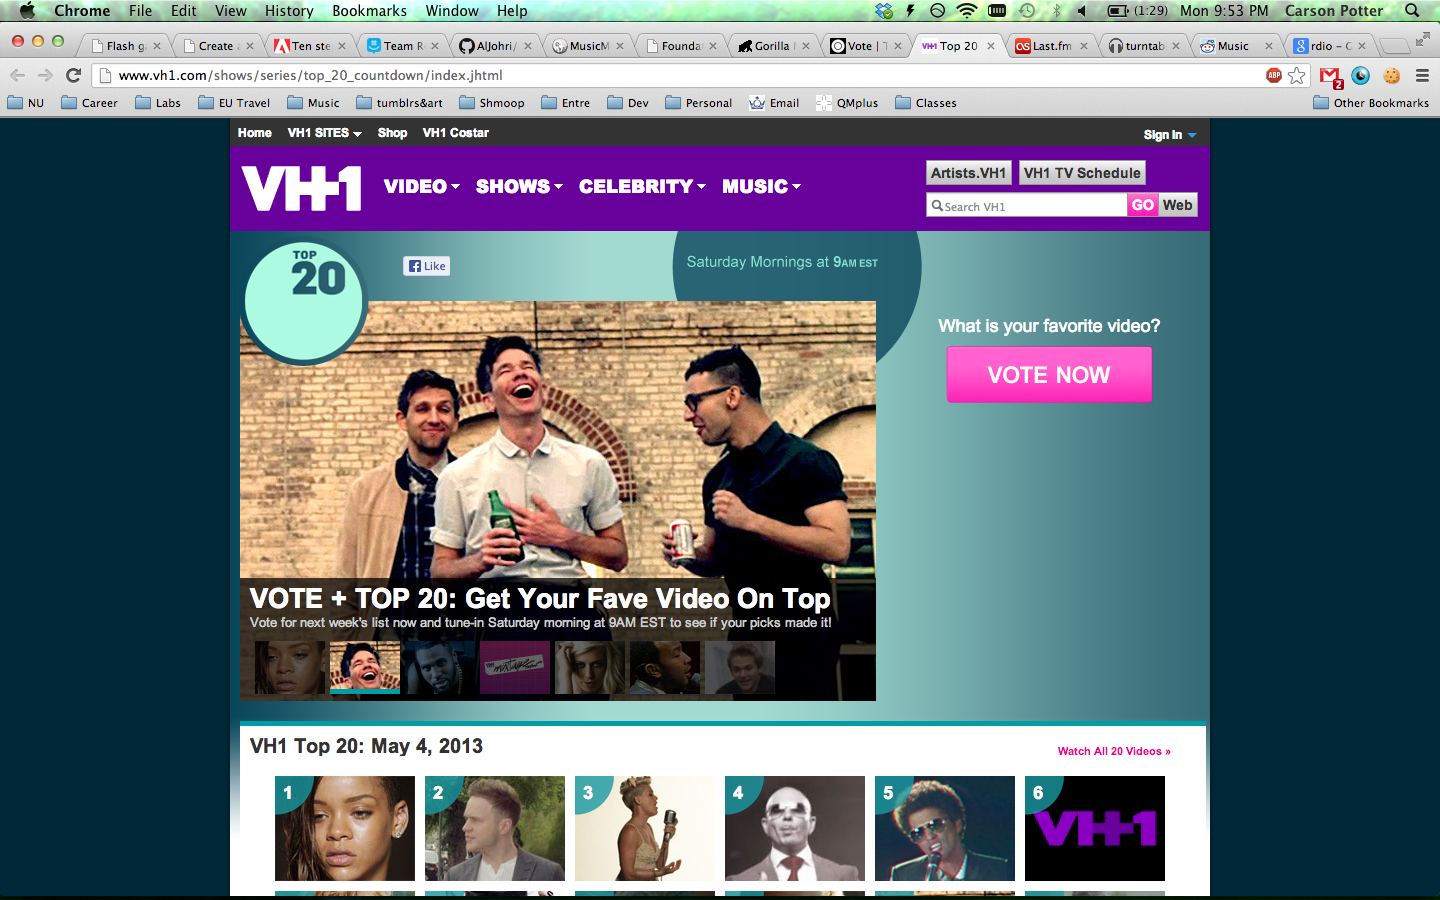 Chrome File Edit View History Bookmarks Window Help (1:29) Mon 9:53 PM Carson Potter
Flash g Create Ten ste Team R AlJohri/ MusicM Founda Gorilla Vote | T Top 20 Last.fm turntab Music rdio – C
www.vh1.com/shows/series/top_20_countdown/index.jhtml ABP 2
NU Career Labs EU Travel Music tumblrs&art Shmoop Entre Dev Personal Email QMplus Classes Other Bookmarks
Home VH1 SITES Shop VH1 Costar Sign In
VH1 VIDEO SHOWS CELEBRITY MUSIC
Artists.VH1 VH1 TV Schedule
Search VH1 GO Web
TOP
20
Like
Saturday Mornings at 9AM EST
What is your favorite video?
VOTE NOW
VOTE + TOP 20: Get Your Fave Video On Top
Vote for next week's list now and tune-in Saturday morning at 9AM EST to see if your picks made it!
VH1 Top 20: May 4, 2013
Watch All 20 Videos »
1 2 3 4 5 6
VH1